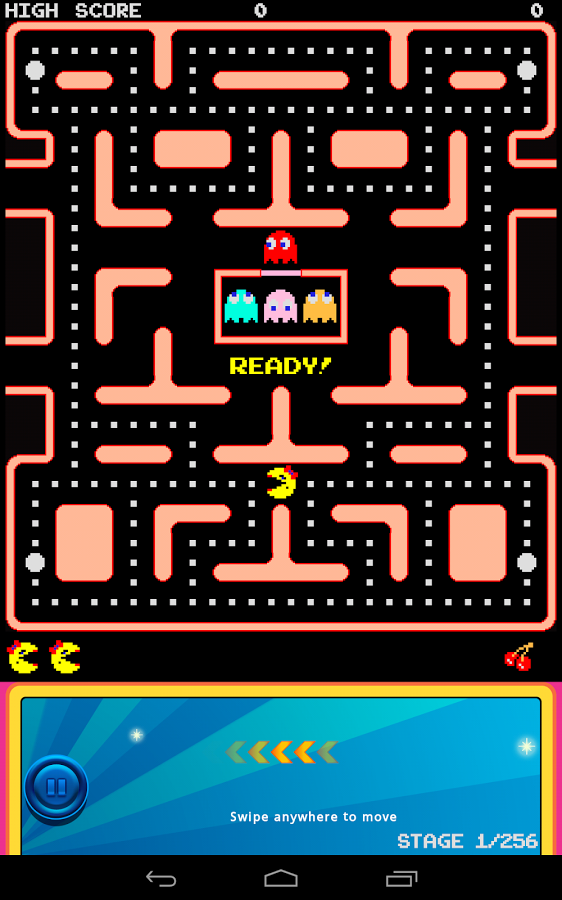 HIGH SCORE 0 0
READY!
Swipe anywhere to move
STAGE 1/256